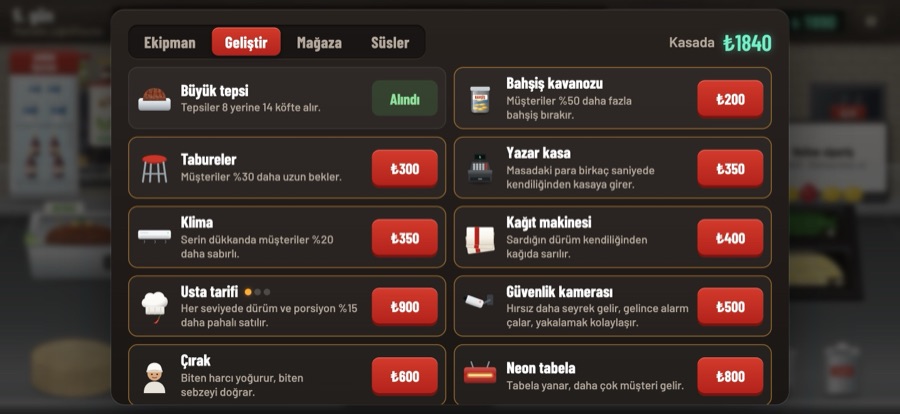 Ekipman Geliştir Mağaza Süsler Kasada ₺1840
Büyük tepsi
Tepsiler 8 yerine 14 köfte alır.
Alındı
Bahşiş kavanozu
Müşteriler %50 daha fazla
bahşiş bırakır.
₺200
Tabureler
Müşteriler %30 daha uzun bekler.
₺300
Yazar kasa
Masadaki para birkaç saniyede
kendiliğinden kasaya girer.
₺350
Klima
Serin dükkanda müşteriler %20
daha sabırlı.
₺350
Kağıt makinesi
Sardığın dürüm kendiliğinden
kağıda sarılır.
₺400
Usta tarifi
Her seviyede dürüm ve porsiyon %15
daha pahalı satılır.
₺900
Güvenlik kamerası
Hırsız daha seyrek gelir, gelince alarm
çalar, yakalamak kolaylaşır.
₺500
Çırak
Biten harcı yoğurur, biten
sebzeyi doğrar.
₺600
Neon tabela
Tabela yanar, daha çok müşteri gelir.
₺800